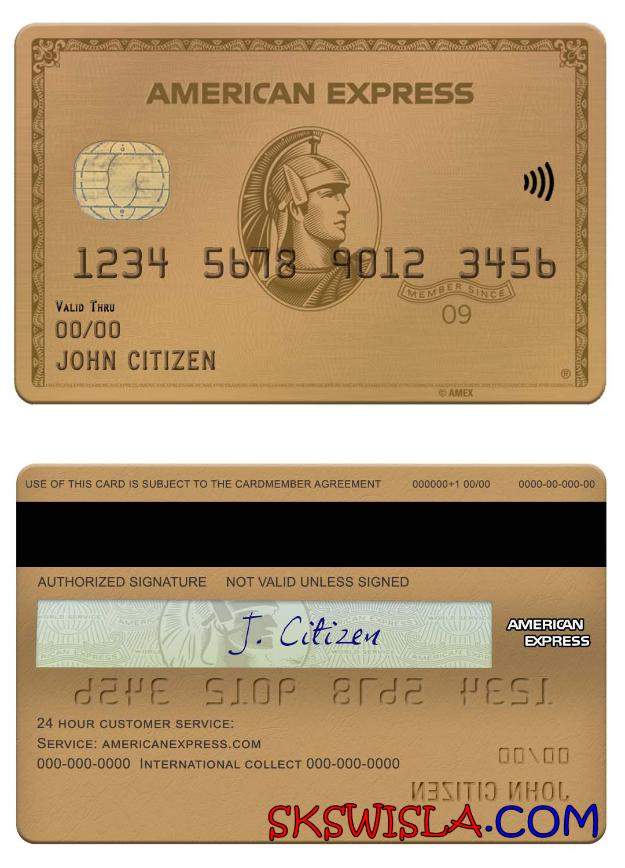 AMERICAN EXPRESS
1234 5678 9012 3456
MEMBER SINCE
09
VALID THRU
00/00
JOHN CITIZEN
®
© AMEX
USE OF THIS CARD IS SUBJECT TO THE CARDMEMBER AGREEMENT 000000+1 00/00 0000-00-000-00
AUTHORIZED SIGNATURE NOT VALID UNLESS SIGNED
J. Citizen
AMERICAN
EXPRESS
1234 5678 9012 3456
24 HOUR CUSTOMER SERVICE:
SERVICE: AMERICANEXPRESS.COM
000-000-0000 INTERNATIONAL COLLECT 000-000-0000
00/00
JOHN CITIZEN
SKSWISLA.COM